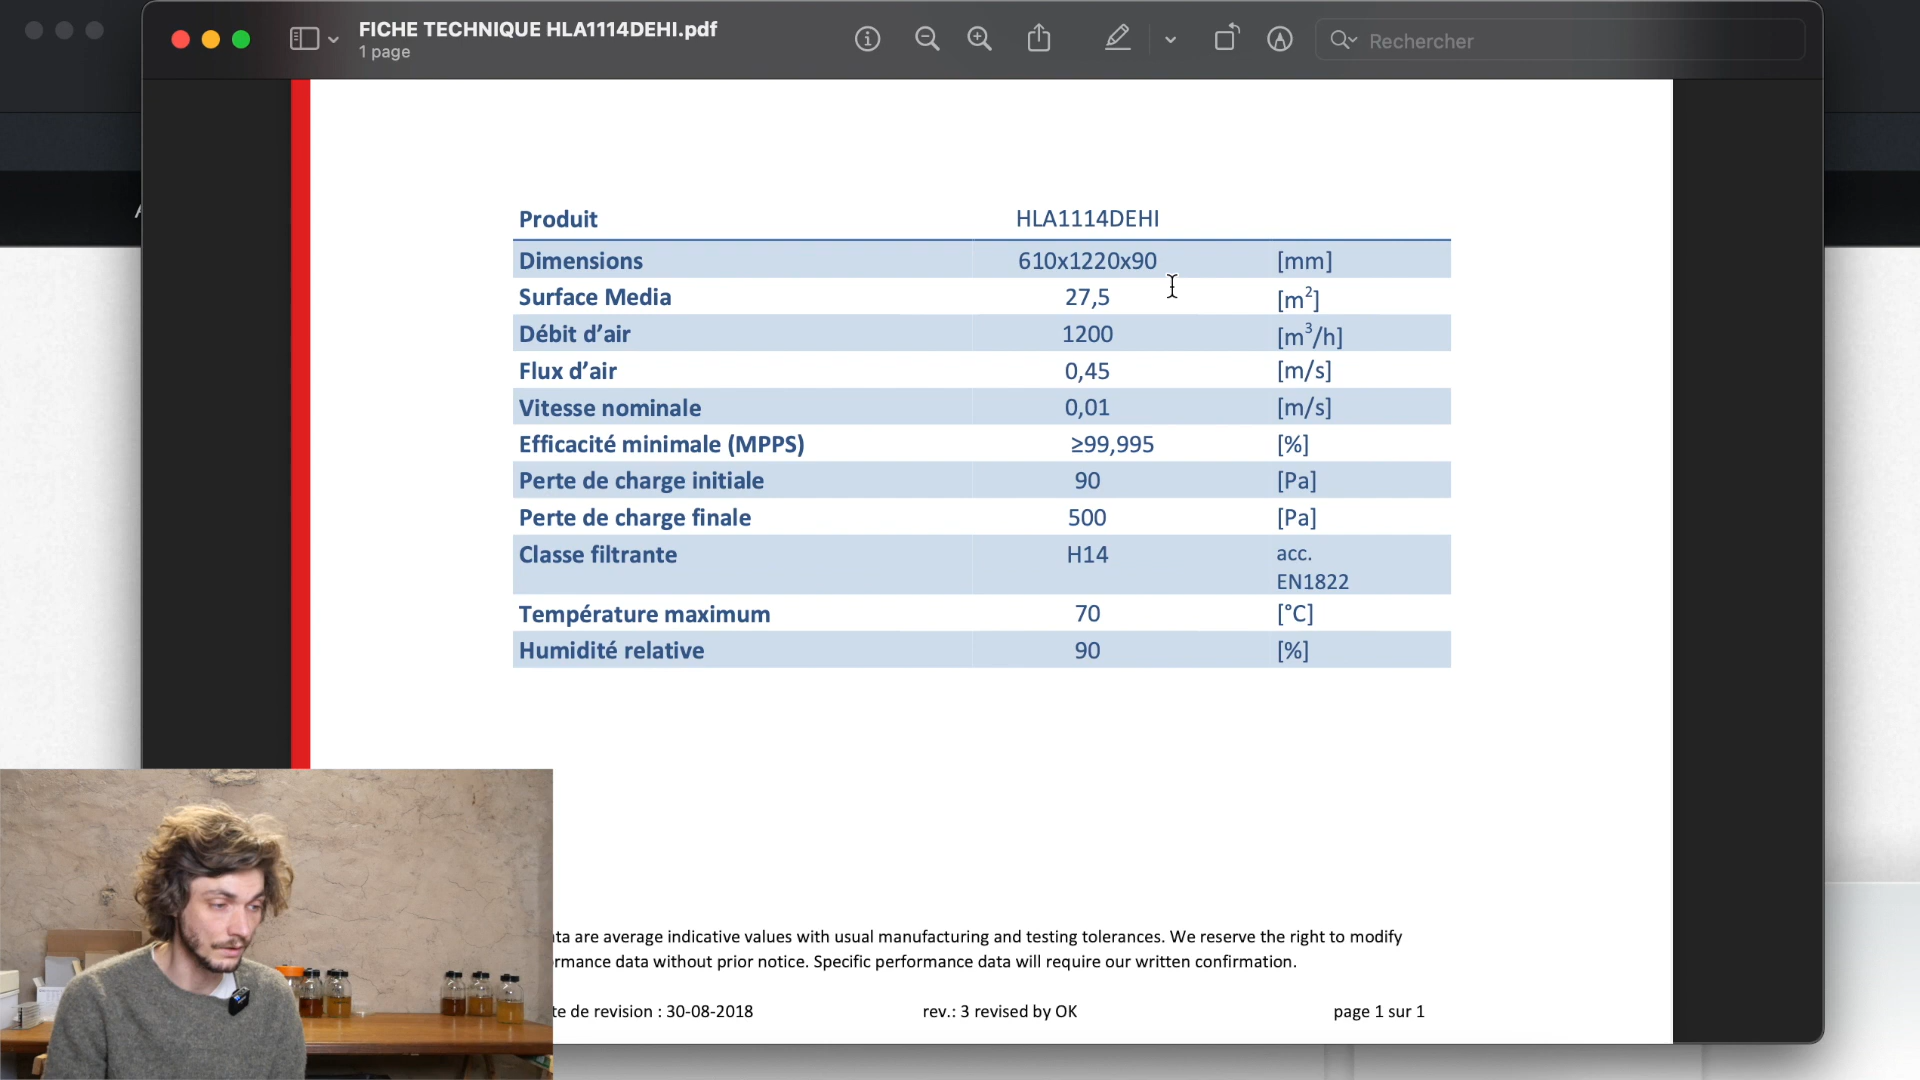 FICHE TECHNIQUE HLA1114DEHI.pdf
1 page
Rechercher
Produit HLA1114DEHI
Dimensions 610x1220x90 [mm]
Surface Media 27,5 [m²]
Débit d’air 1200 [m³/h]
Flux d’air 0,45 [m/s]
Vitesse nominale 0,01 [m/s]
Efficacité minimale (MPPS) ≥99,995 [%]
Perte de charge initiale 90 [Pa]
Perte de charge finale 500 [Pa]
Classe filtrante H14 acc.
EN1822
Température maximum 70 [°C]
Humidité relative 90 [%]
ta are average indicative values with usual manufacturing and testing tolerances. We reserve the right to modify
rmance data without prior notice. Specific performance data will require our written confirmation.
te de revision : 30-08-2018 rev.: 3 revised by OK page 1 sur 1